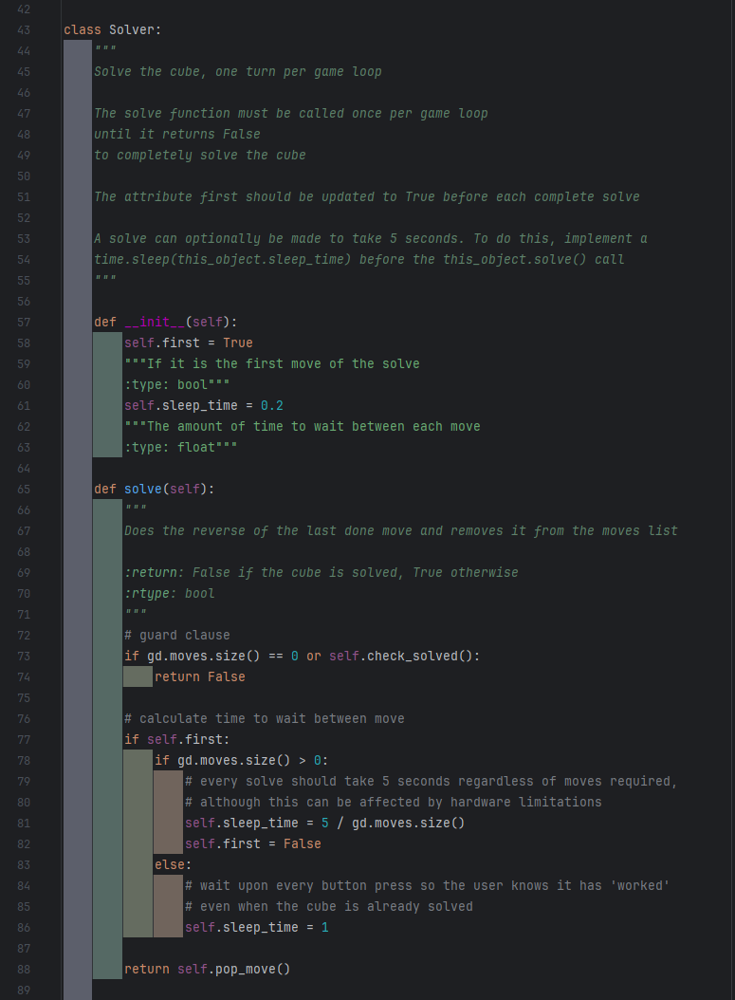 42
43 class Solver:
44     """
45     Solve the cube, one turn per game loop
46
47     The solve function must be called once per game loop
48     until it returns False
49     to completely solve the cube
50
51     The attribute first should be updated to True before each complete solve
52
53     A solve can optionally be made to take 5 seconds. To do this, implement a
54     time.sleep(this_object.sleep_time) before the this_object.solve() call
55     """
56
57     def __init__(self):
58         self.first = True
59         """If it is the first move of the solve
60         :type: bool"""
61         self.sleep_time = 0.2
62         """The amount of time to wait between each move
63         :type: float"""
64
65     def solve(self):
66         """
67         Does the reverse of the last done move and removes it from the moves list
68
69         :return: False if the cube is solved, True otherwise
70         :rtype: bool
71         """
72         # guard clause
73         if gd.moves.size() == 0 or self.check_solved():
74             return False
75
76         # calculate time to wait between move
77         if self.first:
78             if gd.moves.size() > 0:
79                 # every solve should take 5 seconds regardless of moves required,
80                 # although this can be affected by hardware limitations
81                 self.sleep_time = 5 / gd.moves.size()
82                 self.first = False
83             else:
84                 # wait upon every button press so the user knows it has 'worked'
85                 # even when the cube is already solved
86                 self.sleep_time = 1
87
88         return self.pop_move()
89